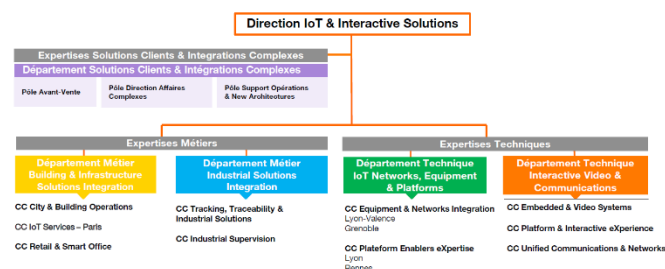 Direction IoT & Interactive Solutions
Expertises Solutions Clients & Integrations Complexes
Département Solutions Clients & Intégrations Complexes
Pôle Avant-Vente
Pôle Direction Affaires
Complexes
Pôle Support Opérations
& New Architectures
Expertises Métiers
Expertises Techniques
Département Métier
Building & Infrastructure
Solutions Integration
CC City & Building Operations
CC IoT Services – Paris
CC Retail & Smart Office
Département Métier
Industrial Solutions
Integration
CC Tracking, Traceability &
Industrial Solutions
CC Industrial Supervision
Département Technique
IoT Networks, Equipment
& Platforms
CC Equipment & Networks Integration
Lyon-Valence
Grenoble
CC Plateform Enablers eXpertise
Lyon
Rennes
Département Technique
Interactive Video &
Communications
CC Embedded & Video Systems
CC Platform & Interactive eXperience
CC Unified Communications & Networks